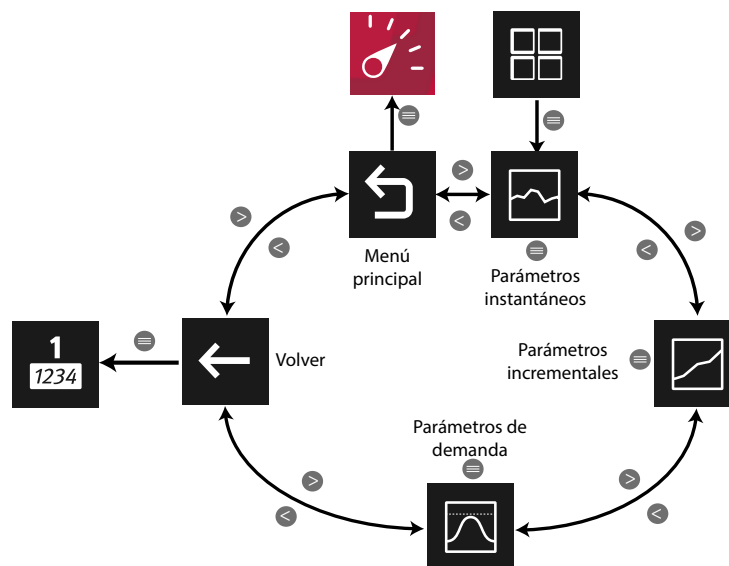 >
<
>
<
>
<
Menú
principal
Parámetros
instantáneos
1
1234
Volver
Parámetros
incrementales
Parámetros de
demanda
>
<
>
<